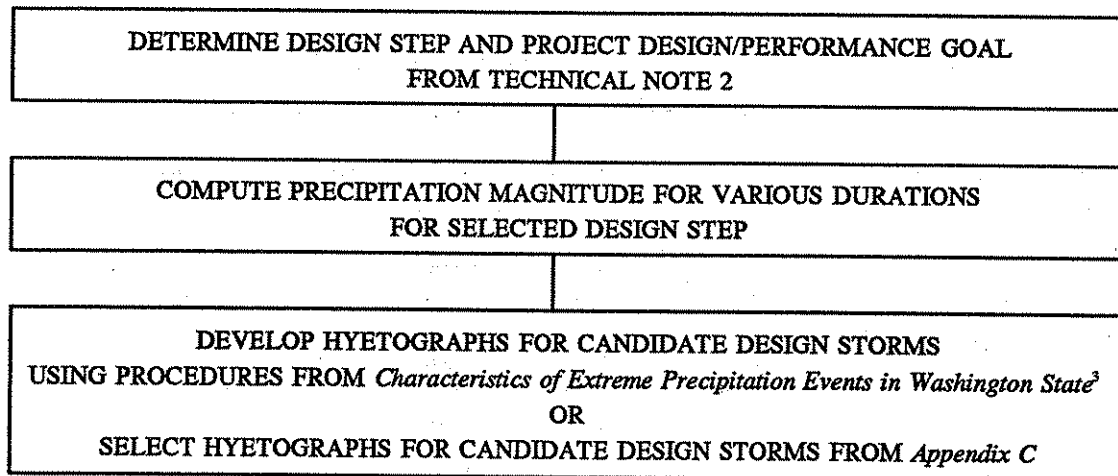 DETERMINE DESIGN STEP AND PROJECT DESIGN/PERFORMANCE GOAL
FROM TECHNICAL NOTE 2
COMPUTE PRECIPITATION MAGNITUDE FOR VARIOUS DURATIONS
FOR SELECTED DESIGN STEP
DEVELOP HYETOGRAPHS FOR CANDIDATE DESIGN STORMS
USING PROCEDURES FROM Characteristics of Extreme Precipitation Events in Washington State³
OR
SELECT HYETOGRAPHS FOR CANDIDATE DESIGN STORMS FROM Appendix C